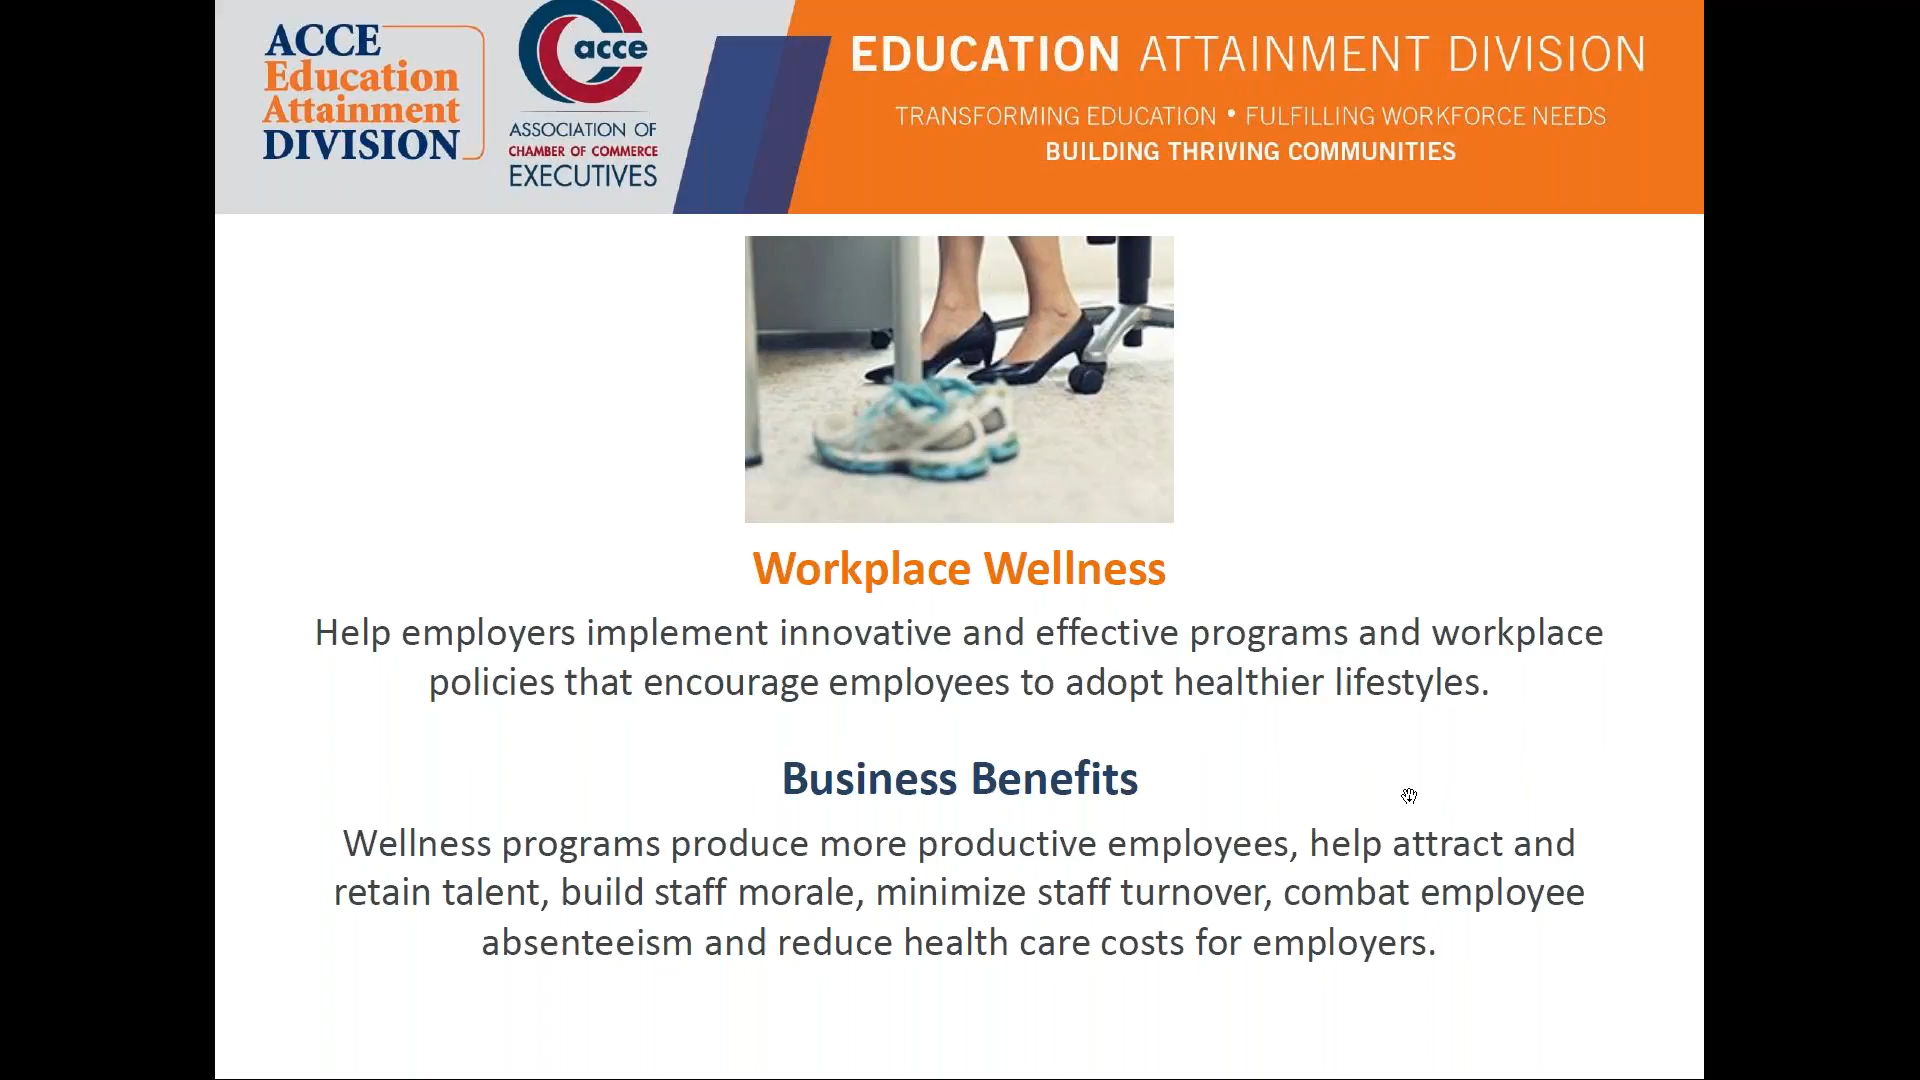 ACCE
Education
Attainment
DIVISION
acce
ASSOCIATION OF
CHAMBER OF COMMERCE
EXECUTIVES
EDUCATION ATTAINMENT DIVISION
TRANSFORMING EDUCATION • FULFILLING WORKFORCE NEEDS
BUILDING THRIVING COMMUNITIES
Workplace Wellness
Help employers implement innovative and effective programs and workplace
policies that encourage employees to adopt healthier lifestyles.
Business Benefits
Wellness programs produce more productive employees, help attract and
retain talent, build staff morale, minimize staff turnover, combat employee
absenteeism and reduce health care costs for employers.